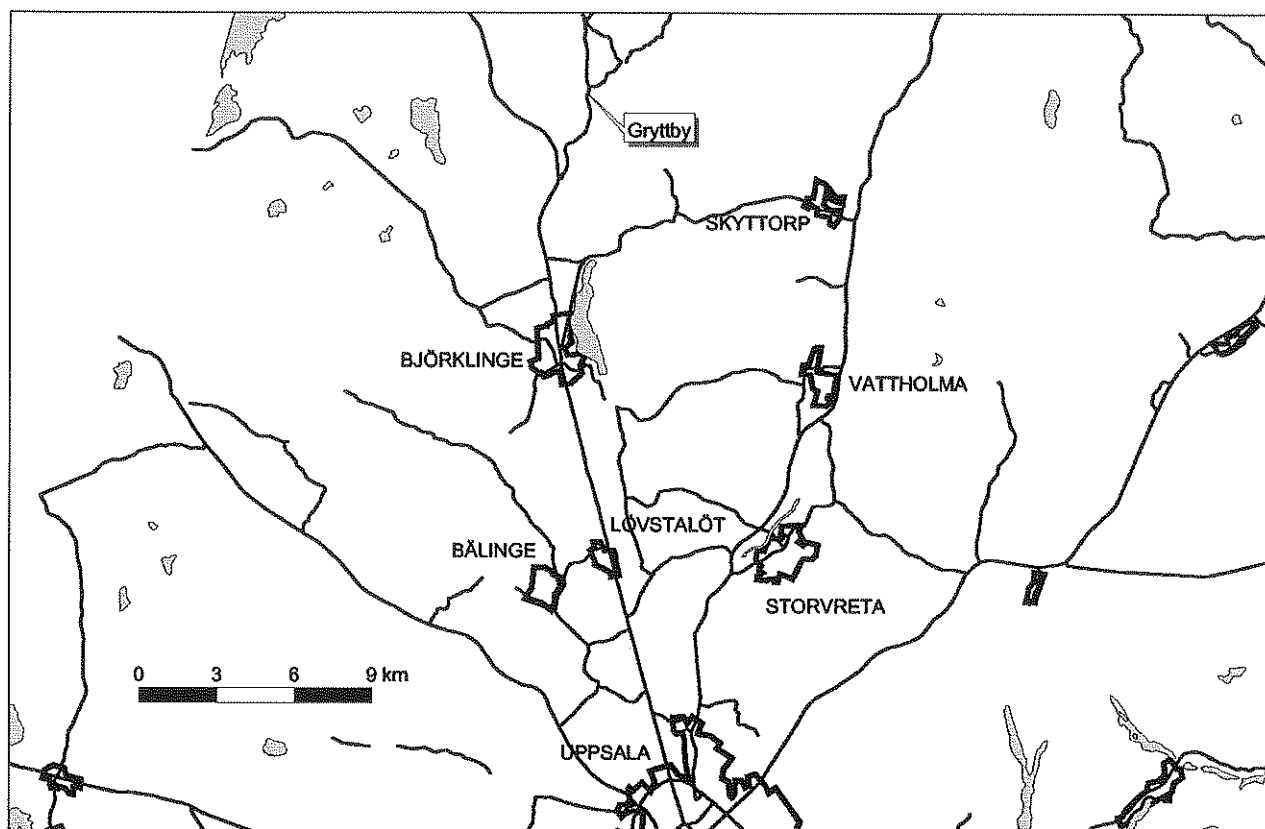 Gryttby
SKYTTORP
BJÖRKLINGE
VATTHOLMA
LÖVSTALÖT
BÄLINGE
STORVRETA
0 3 6 9 km
UPPSALA